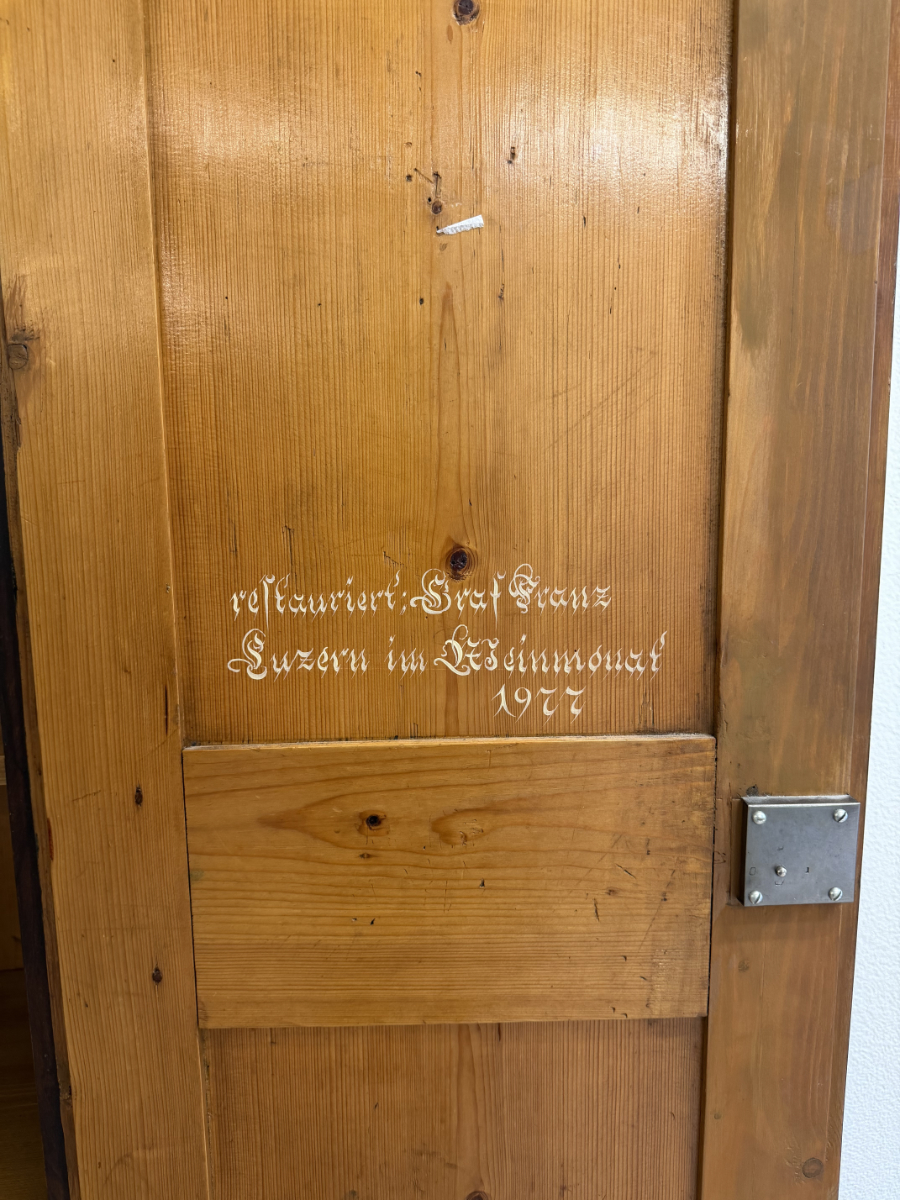 restauriert: Graf Franz
Luzern im Weinmonat
1977